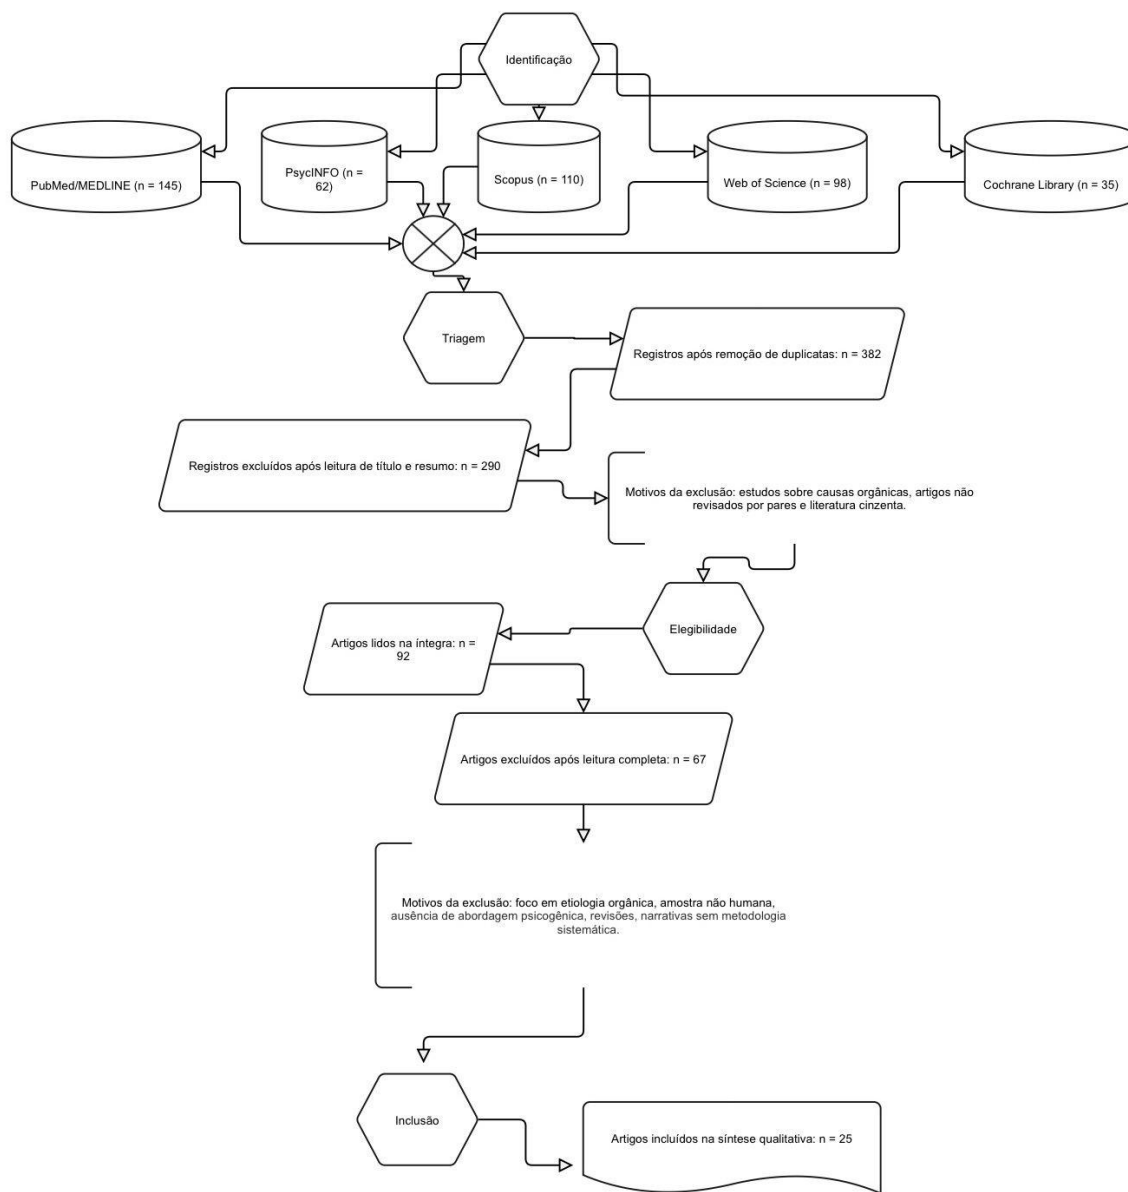 Identificação
PubMed/MEDLINE (n = 145)
PsycINFO (n =
62)
Scopus (n = 110)
Web of Science (n = 98)
Cochrane Library (n = 35)
Triagem
Registros após remoção de duplicatas: n = 382
Registros excluídos após leitura de título e resumo: n = 290
Motivos da exclusão: estudos sobre causas orgânicas, artigos não
revisados por pares e literatura cinzenta.
Elegibilidade
Artigos lidos na íntegra: n =
92
Artigos excluídos após leitura completa: n = 67
Motivos da exclusão: foco em etiologia orgânica, amostra não humana,
ausência de abordagem psicogênica, revisões, narrativas sem metodologia
sistemática.
Inclusão
Artigos incluídos na síntese qualitativa: n = 25